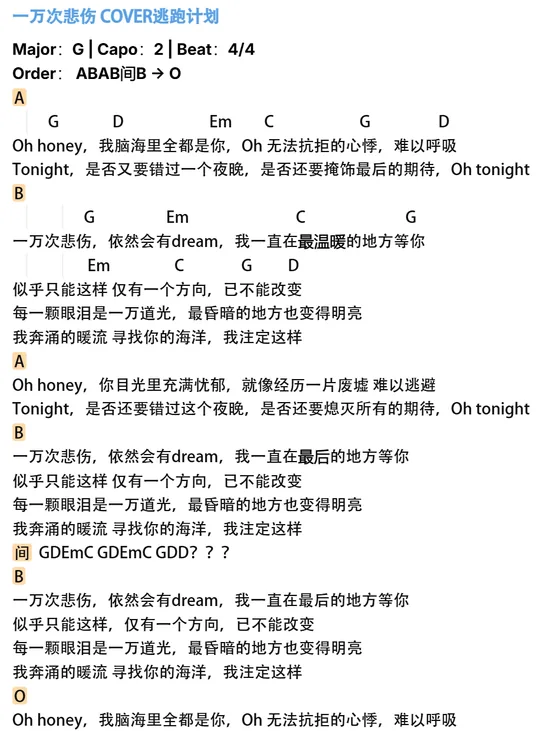 一万次悲伤 COVER逃跑计划
Major：G | Capo：2 | Beat：4/4
Order： ABAB间B → O
A
G D Em C G D
Oh honey，我脑海里全都是你，Oh 无法抗拒的心悸，难以呼吸
Tonight，是否又要错过一个夜晚，是否还要掩饰最后的期待，Oh tonight
B
G Em C G
一万次悲伤，依然会有dream，我一直在最温暖的地方等你
Em C G D
似乎只能这样 仅有一个方向，已不能改变
每一颗眼泪是一万道光，最昏暗的地方也变得明亮
我奔涌的暖流 寻找你的海洋，我注定这样
A
Oh honey，你目光里充满忧郁，就像经历一片废墟 难以逃避
Tonight，是否还要错过这个夜晚，是否还要熄灭所有的期待，Oh tonight
B
一万次悲伤，依然会有dream，我一直在最后的地方等你
似乎只能这样 仅有一个方向，已不能改变
每一颗眼泪是一万道光，最昏暗的地方也变得明亮
我奔涌的暖流 寻找你的海洋，我注定这样
间 GDEmC GDEmC GDD？？？
B
一万次悲伤，依然会有dream，我一直在最后的地方等你
似乎只能这样，仅有一个方向，已不能改变
每一颗眼泪是一万道光，最昏暗的地方也变得明亮
我奔涌的暖流 寻找你的海洋，我注定这样
O
Oh honey，我脑海里全都是你，Oh 无法抗拒的心悸，难以呼吸